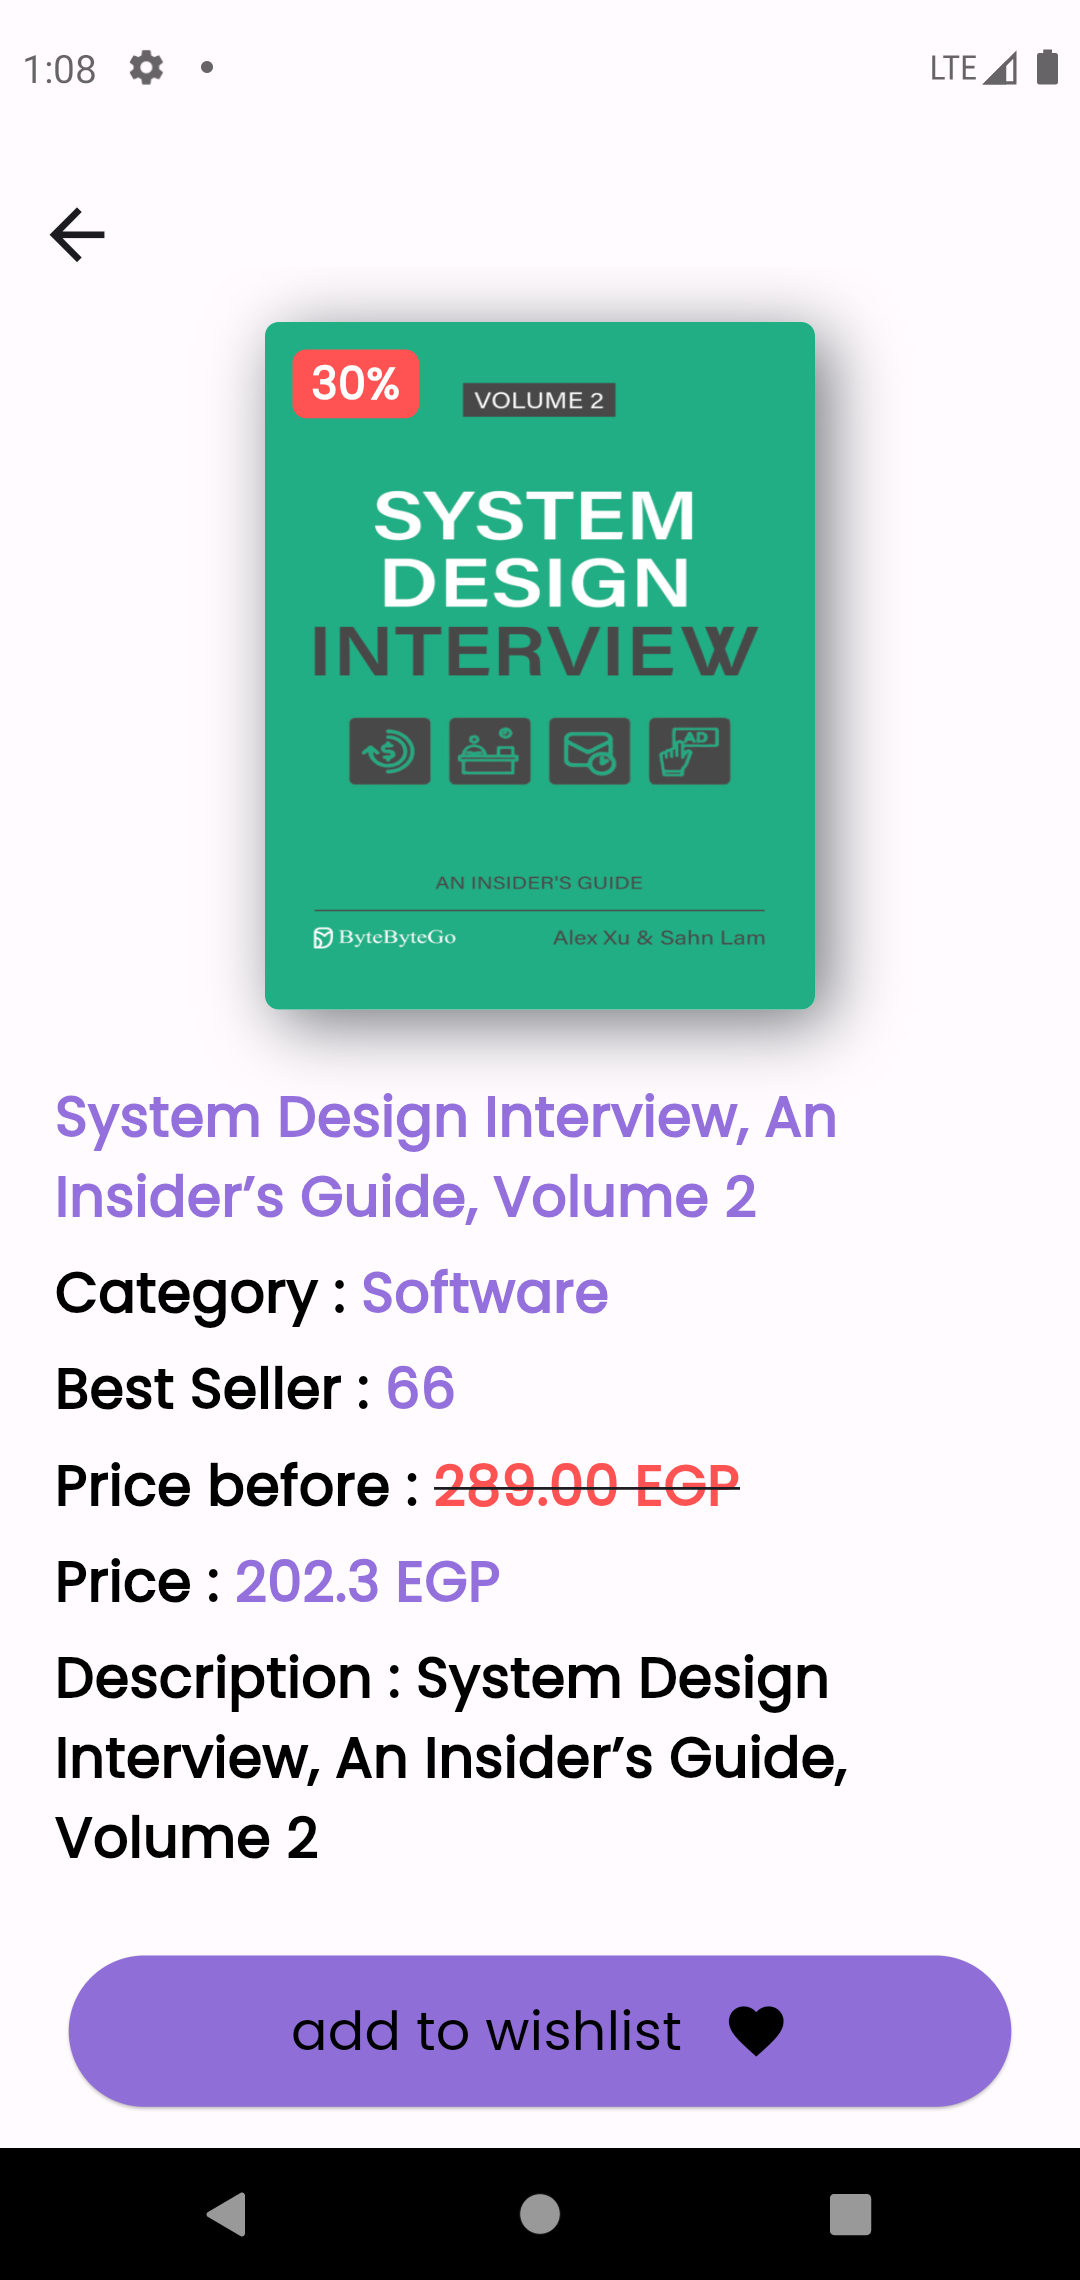 1:08
LTE
30%
VOLUME 2
SYSTEM
DESIGN
INTERVIEW
AD
AN INSIDER'S GUIDE
ByteByteGo
Alex Xu & Sahn Lam
System Design Interview, An
Insider’s Guide, Volume 2
Category : Software
Best Seller : 66
Price before : 289.00 EGP
Price : 202.3 EGP
Description : System Design
Interview, An Insider’s Guide,
Volume 2
add to wishlist